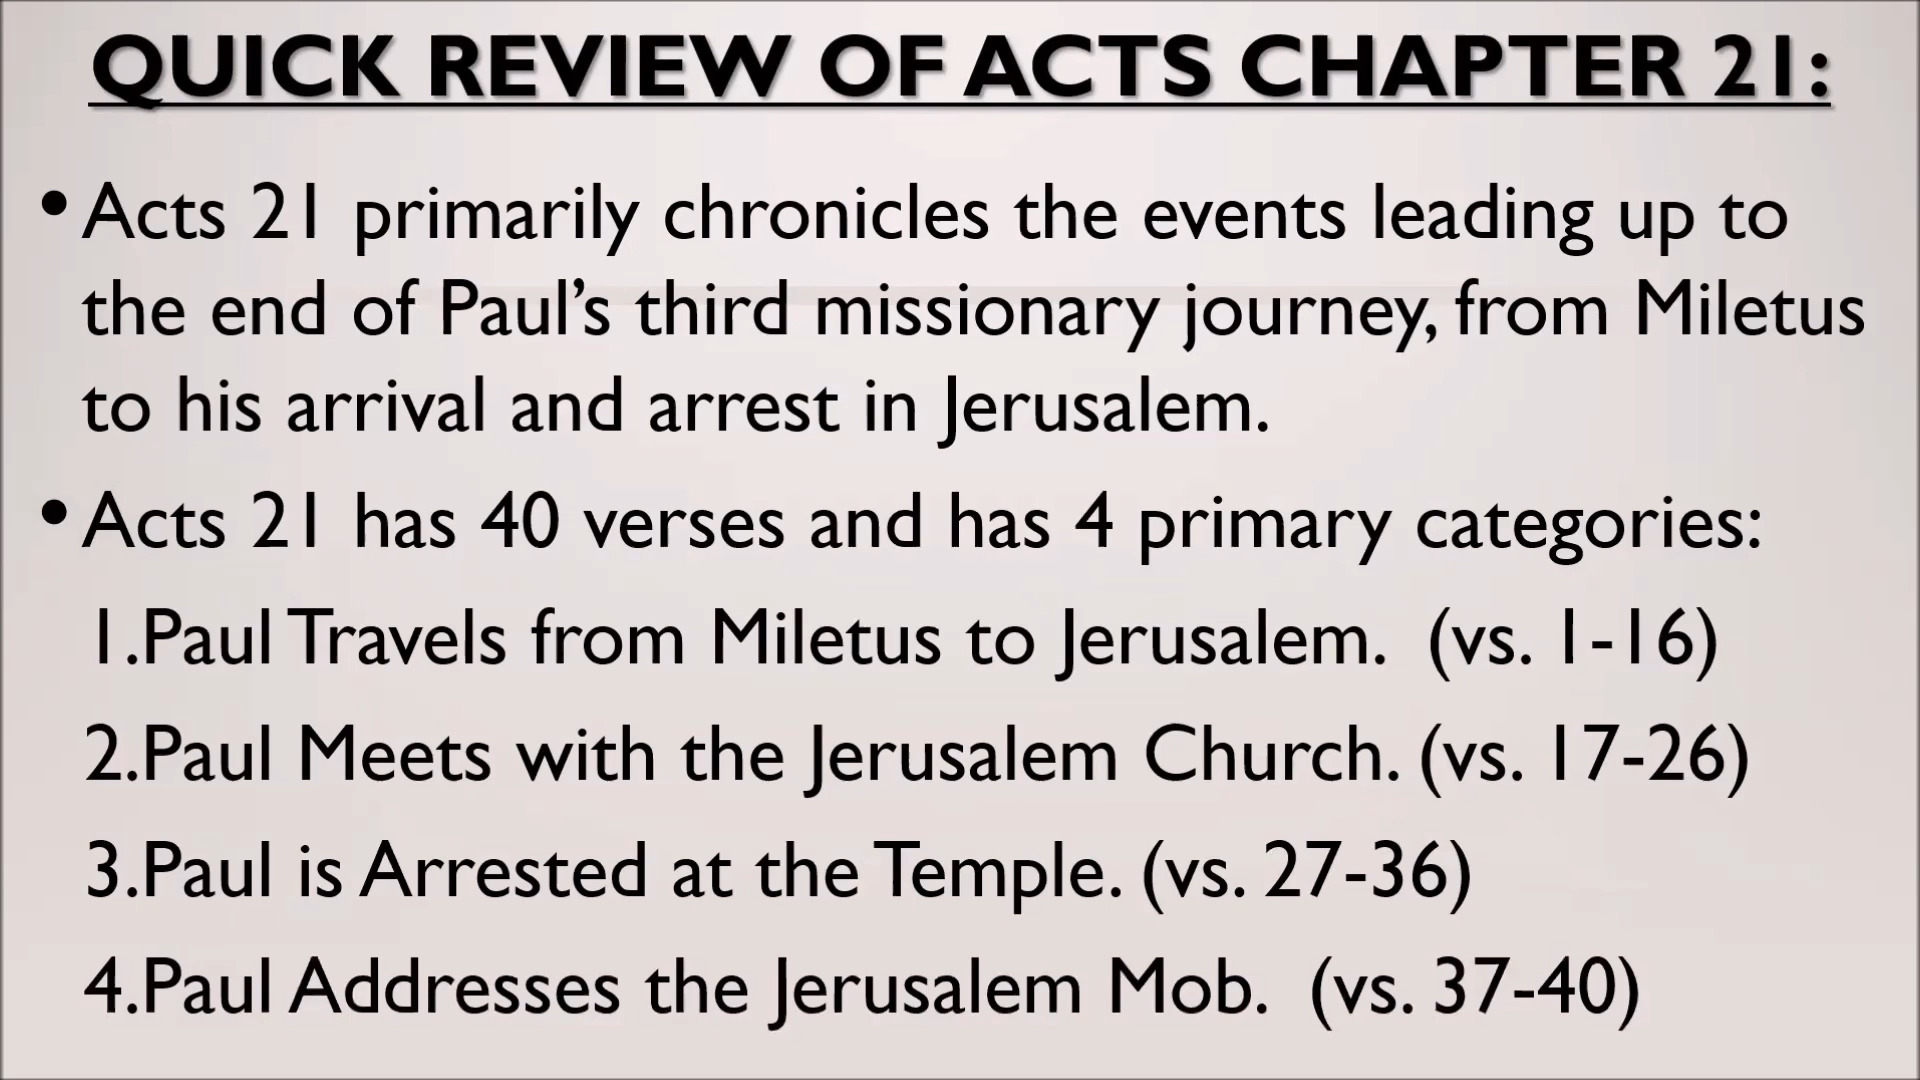 QUICK REVIEW OF ACTS CHAPTER 21:
• Acts 21 primarily chronicles the events leading up to
the end of Paul’s third missionary journey, from Miletus
to his arrival and arrest in Jerusalem.
• Acts 21 has 40 verses and has 4 primary categories:
1.Paul Travels from Miletus to Jerusalem.  (vs. 1-16)
2.Paul Meets with the Jerusalem Church. (vs. 17-26)
3.Paul is Arrested at the Temple. (vs. 27-36)
4.Paul Addresses the Jerusalem Mob.  (vs. 37-40)